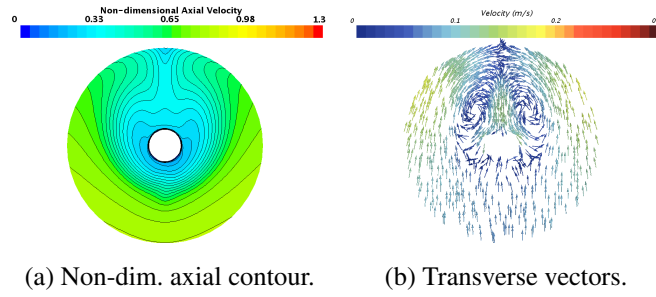 Non-dimensional Axial Velocity
0 0.33 0.65 0.98 1.3
Velocity (m/s)
0 0.1 0.2
(a) Non-dim. axial contour.
(b) Transverse vectors.